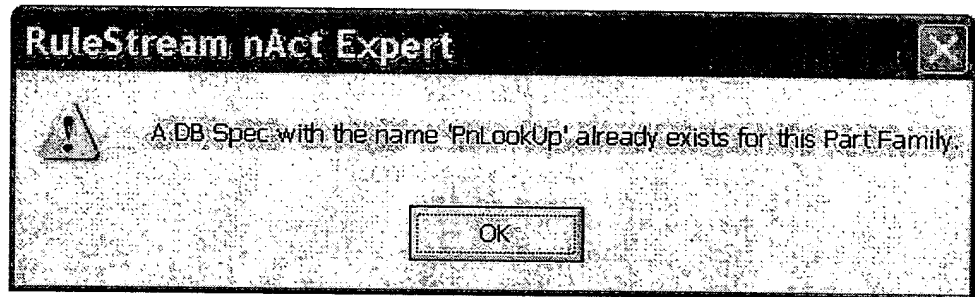 RuleStream nAct Expert
A DB Spec with the name 'PnLookUp' already exists for this Part Family.
OK